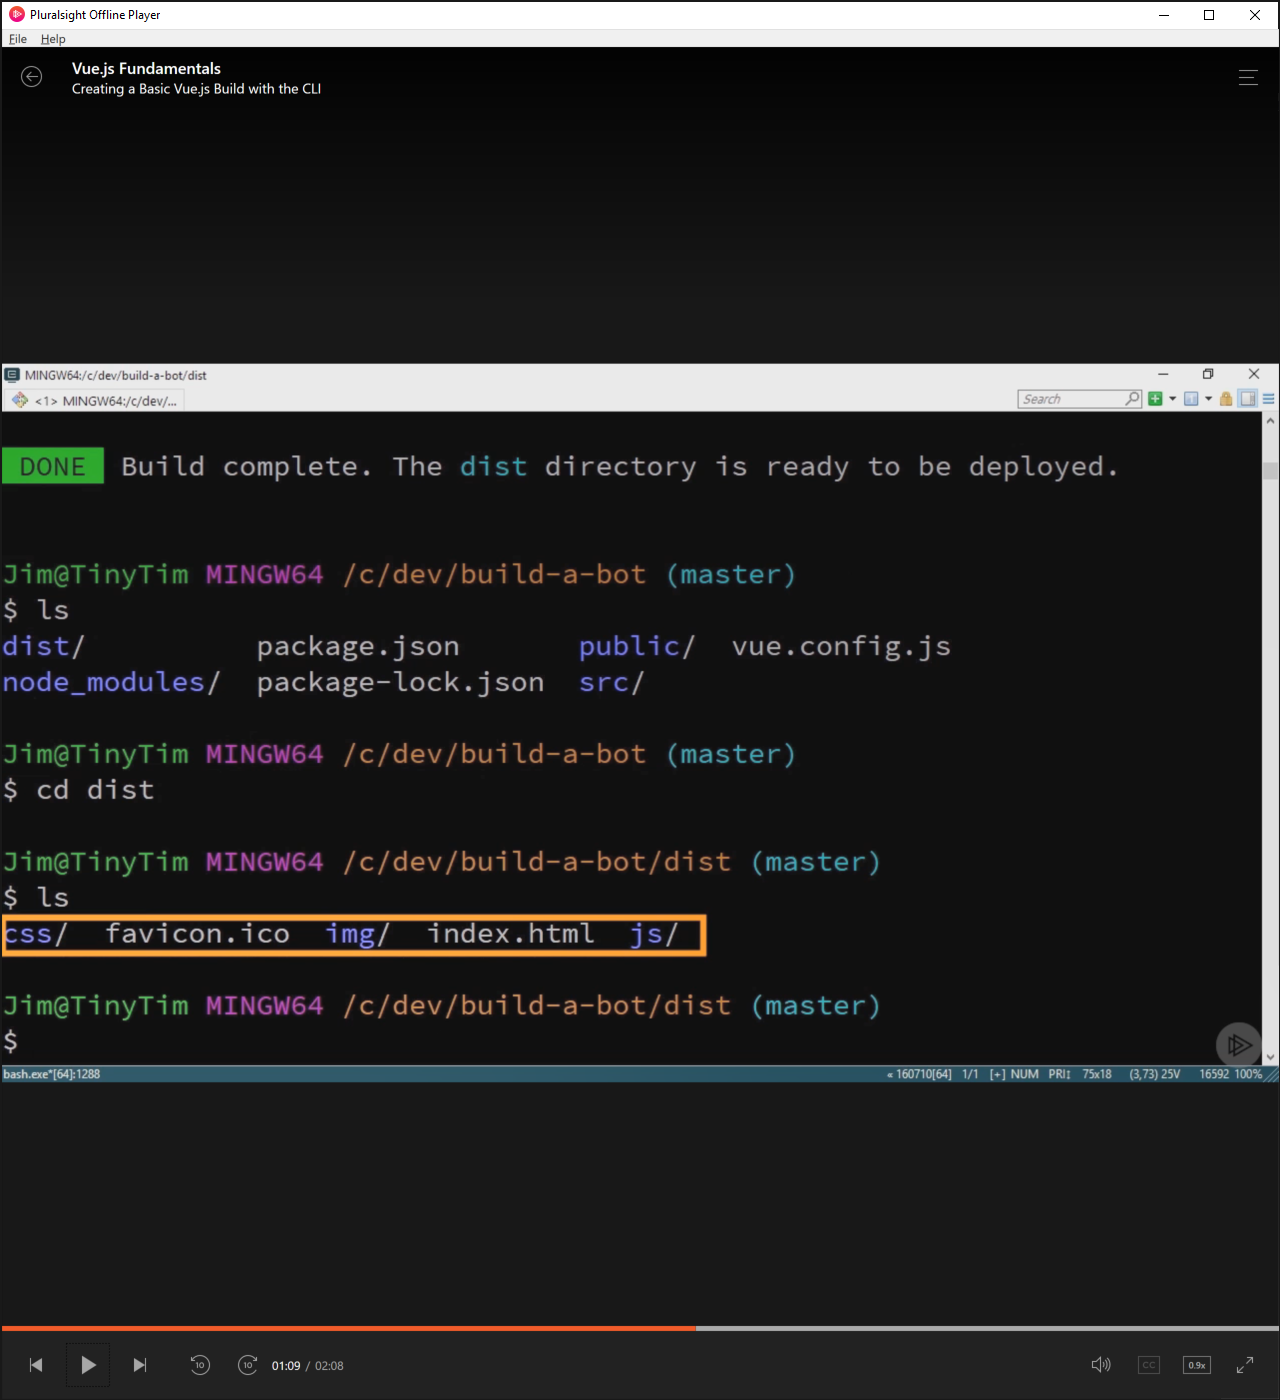 Pluralsight Offline Player
File Help
Vue.js Fundamentals
Creating a Basic Vue.js Build with the CLI
MINGW64:/c/dev/build-a-bot/dist
<1> MINGW64:/c/dev/...
Search
DONE Build complete. The dist directory is ready to be deployed.
Jim@TinyTim MINGW64 /c/dev/build-a-bot (master)
$ ls
dist/ package.json public/ vue.config.js
node_modules/ package-lock.json src/
Jim@TinyTim MINGW64 /c/dev/build-a-bot (master)
$ cd dist
Jim@TinyTim MINGW64 /c/dev/build-a-bot/dist (master)
$ ls
css/ favicon.ico img/ index.html js/
Jim@TinyTim MINGW64 /c/dev/build-a-bot/dist (master)
$
bash.exe*[64]:1288 « 160710[64] 1/1 [+] NUM PRI↕ 75x18 (3,73) 25V 16592 100%
10 10 01:09 / 02:08 CC 0.9x